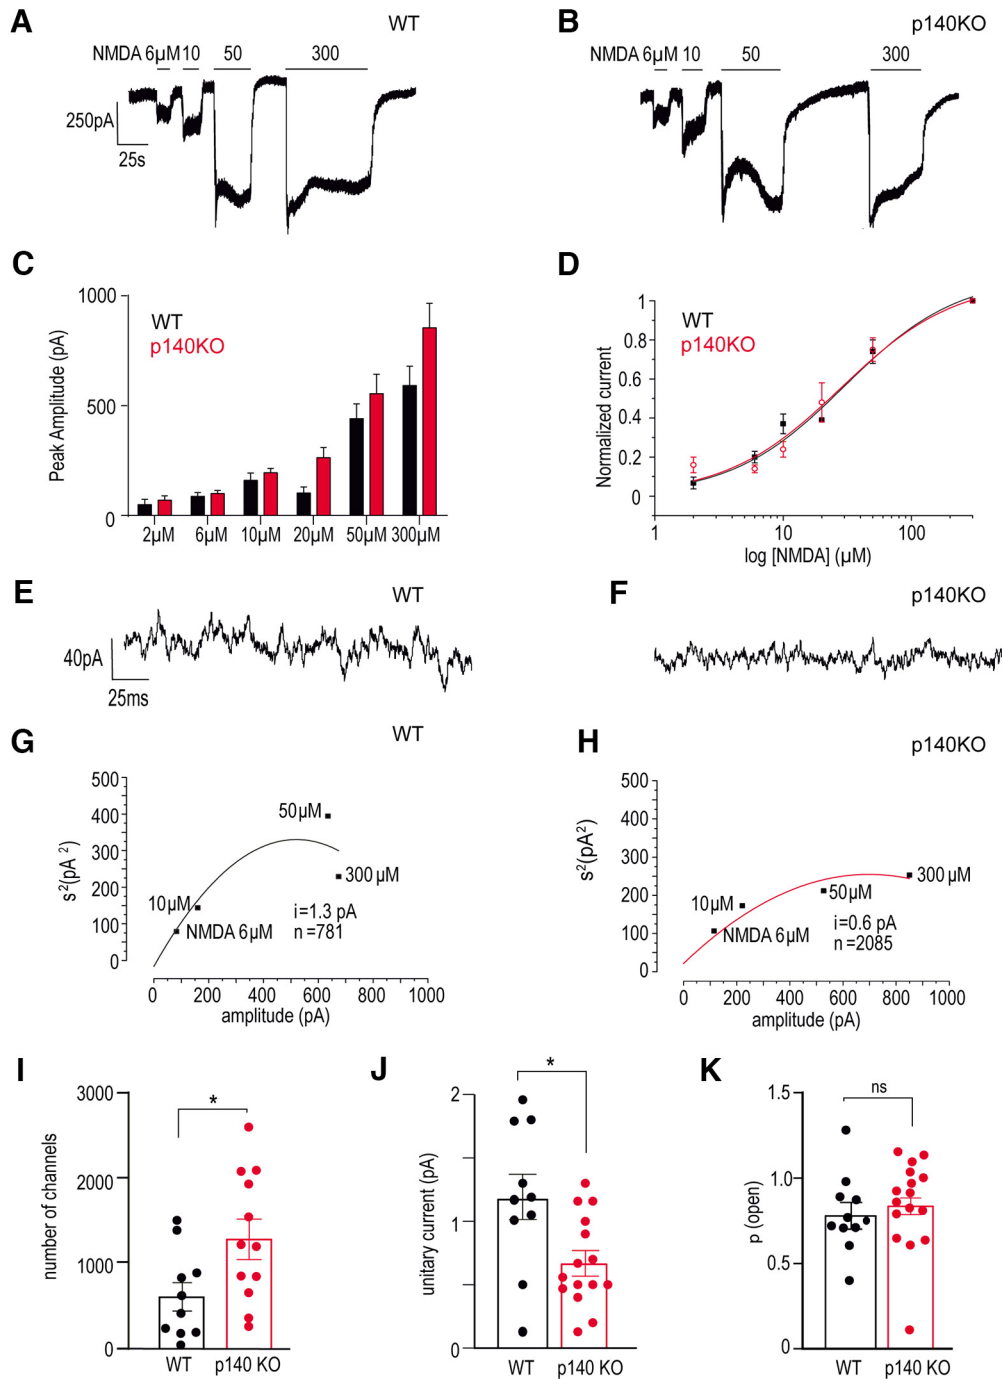 A
WT
NMDA 6µM 10 50 300
250pA
25s
B
p140KO
NMDA 6µM 10 50 300
C
Peak Amplitude (pA)
1000
500
0
WT
p140KO
2µM 6µM 10µM 20µM 50µM 300µM
D
Normalized current
1
0.8
0.6
0.4
0.2
0
WT
p140KO
1 10 100
log [NMDA] (µM)
E
WT
40pA
25ms
F
p140KO
G
WT
s²(pA ²)
500
400
300
200
100
0
50µM
300 µM
10µM
NMDA 6µM
i=1.3 pA
n =781
0 200 400 600 800 1000
amplitude (pA)
H
p140KO
s²(pA²)
500
400
300
200
100
0
300 µM
10µM
50µM
NMDA 6µM
i=0.6 pA
n =2085
0 200 400 600 800 1000
amplitude (pA)
I
number of channels
3000
2000
1000
0
*
WT p140 KO
J
unitary current (pA)
2
1
0
*
WT p140 KO
K
p (open)
1.5
1.0
0.5
0
ns
WT p140 KO